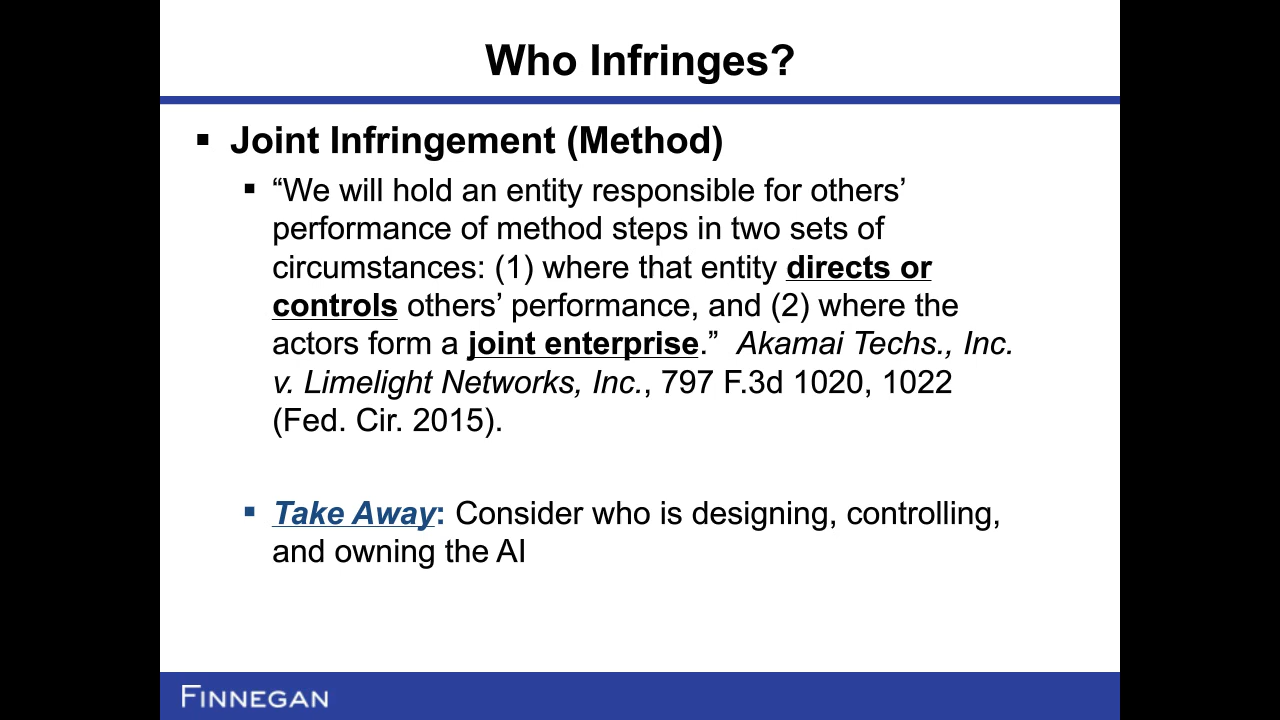 Who Infringes?
▪ Joint Infringement (Method)
▪ “We will hold an entity responsible for others’
performance of method steps in two sets of
circumstances: (1) where that entity directs or
controls others’ performance, and (2) where the
actors form a joint enterprise.” Akamai Techs., Inc.
v. Limelight Networks, Inc., 797 F.3d 1020, 1022
(Fed. Cir. 2015).
▪ Take Away: Consider who is designing, controlling,
and owning the AI
FINNEGAN